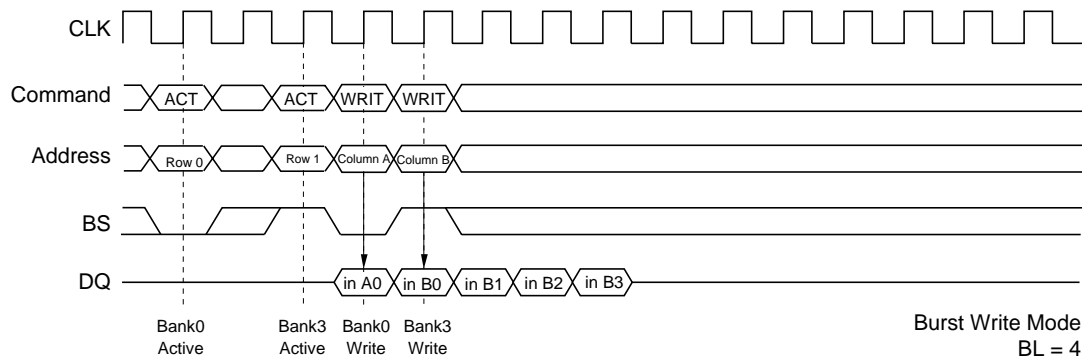 CLK
Command ACT ACT WRIT WRIT
Address Row 0 Row 1 Column A Column B
BS
DQ in A0 in B0 in B1 in B2 in B3
Bank0 Bank3 Bank0 Bank3
Active Active Write Write
Burst Write Mode
BL = 4